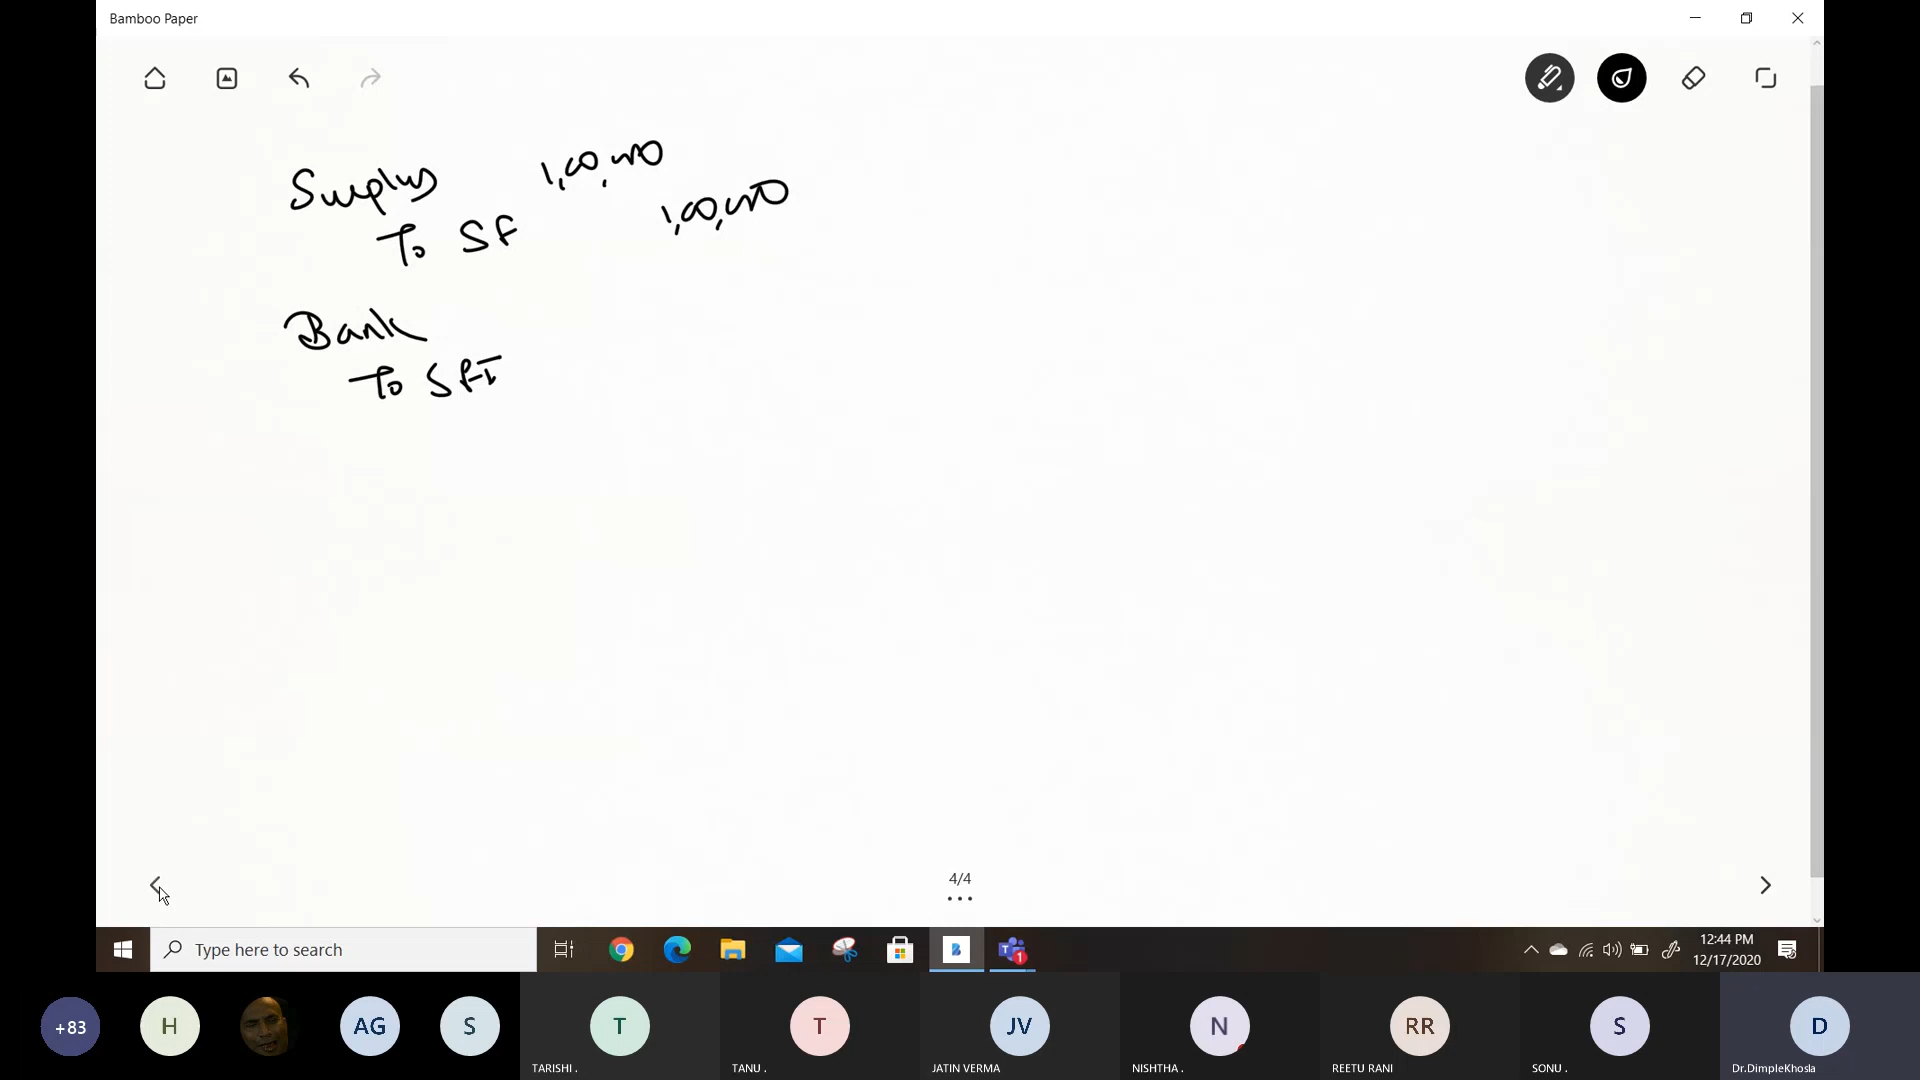 Bamboo Paper
Surplus 1,00,000
To SF 1,00,000
Bank
To SFI
4/4
Type here to search
12:44 PM
12/17/2020
1
+83
H
AG
S
T
T
JV
N
RR
S
D
TARISHI .
TANU .
JATIN VERMA
NISHTHA .
REETU RANI
SONU .
Dr.DimpleKhosla